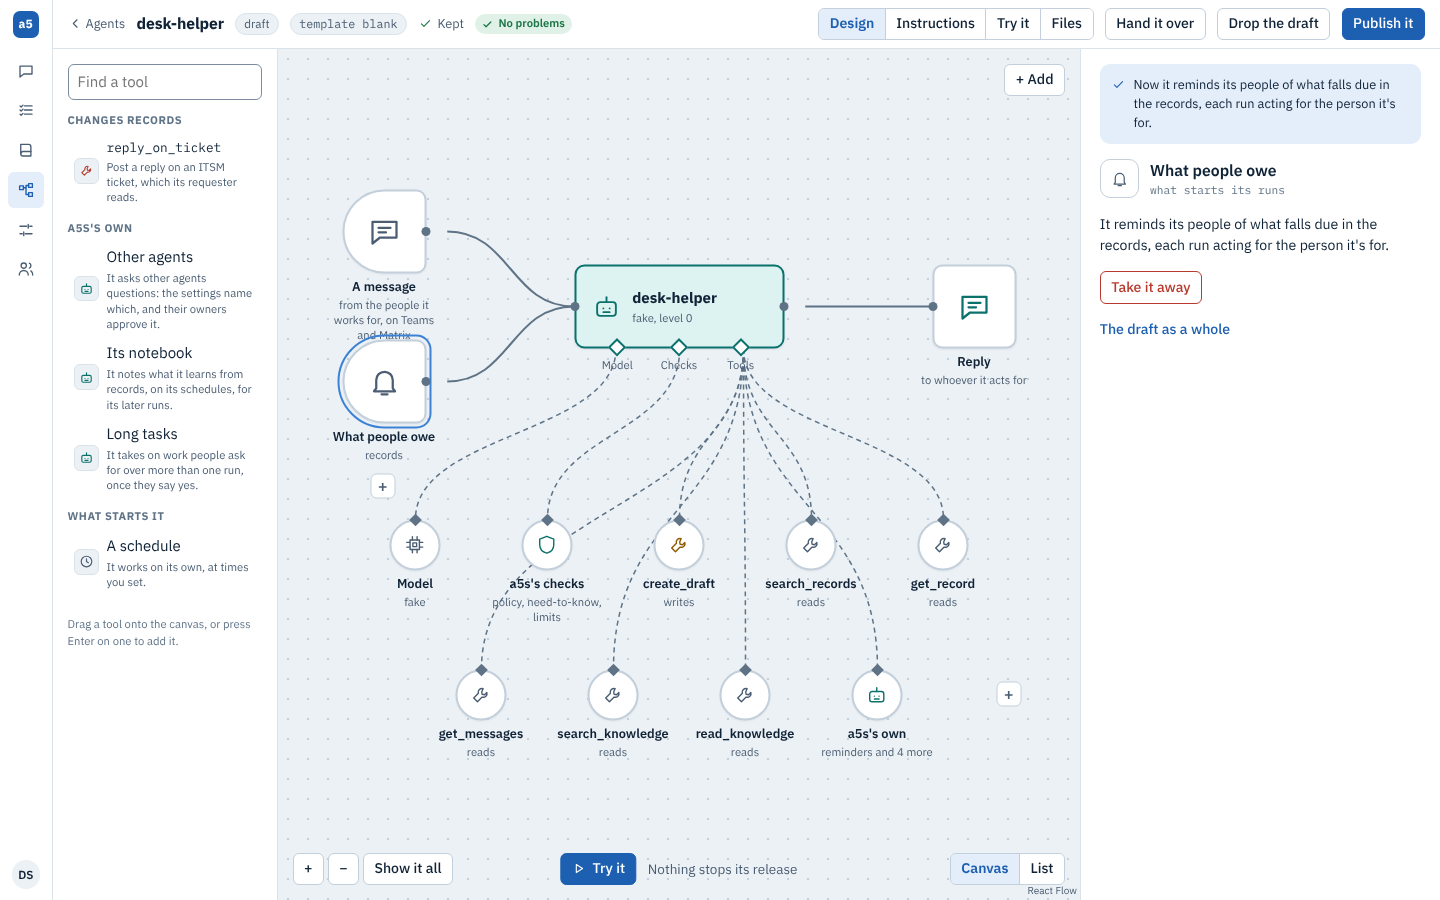 a5
Agents
desk-helper
draft
template blank
Kept
No problems
Design
Instructions
Try it
Files
Hand it over
Drop the draft
Publish it
Find a tool
CHANGES RECORDS
reply_on_ticket
Post a reply on an ITSM
ticket, which its requester
reads.
A5S'S OWN
Other agents
It asks other agents
questions: the settings name
which, and their owners
approve it.
Its notebook
It notes what it learns from
records, on its schedules, for
its later runs.
Long tasks
It takes on work people ask
for over more than one run,
once they say yes.
WHAT STARTS IT
A schedule
It works on its own, at times
you set.
Drag a tool onto the canvas, or press
Enter on one to add it.
DS
+ Add
A message
from the people it
works for, on Teams
and Matrix
What people owe
records
+
desk-helper
fake, level 0
Model
Checks
Tools
Reply
to whoever it acts for
Model
fake
a5s's checks
policy, need-to-know,
limits
create_draft
writes
search_records
reads
get_record
reads
get_messages
reads
search_knowledge
reads
read_knowledge
reads
a5s's own
reminders and 4 more
+
+
−
Show it all
Try it
Nothing stops its release
Canvas
List
React Flow
Now it reminds its people of what falls due in
the records, each run acting for the person it's
for.
What people owe
what starts its runs
It reminds its people of what falls due in the
records, each run acting for the person it's for.
Take it away
The draft as a whole